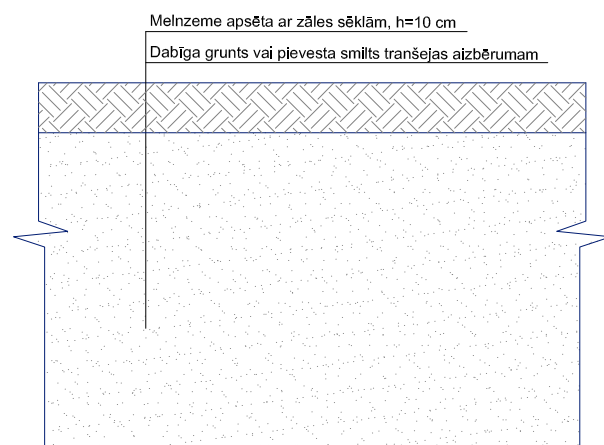 Melnzeme apsēta ar zāles sēklām, h=10 cm
Dabīga grunts vai pievesta smilts tranšejas aizbērumam